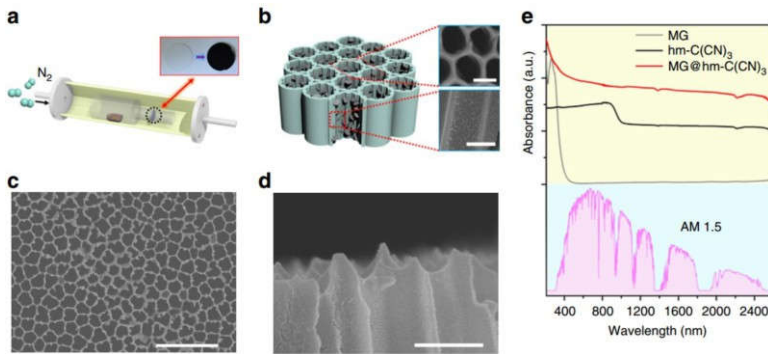 a
N₂
b
c
d
e
MG
hm-C(CN)₃
MG@hm-C(CN)₃
Absorbance (a.u.)
AM 1.5
400 800 1200 1600 2000 2400
Wavelength (nm)